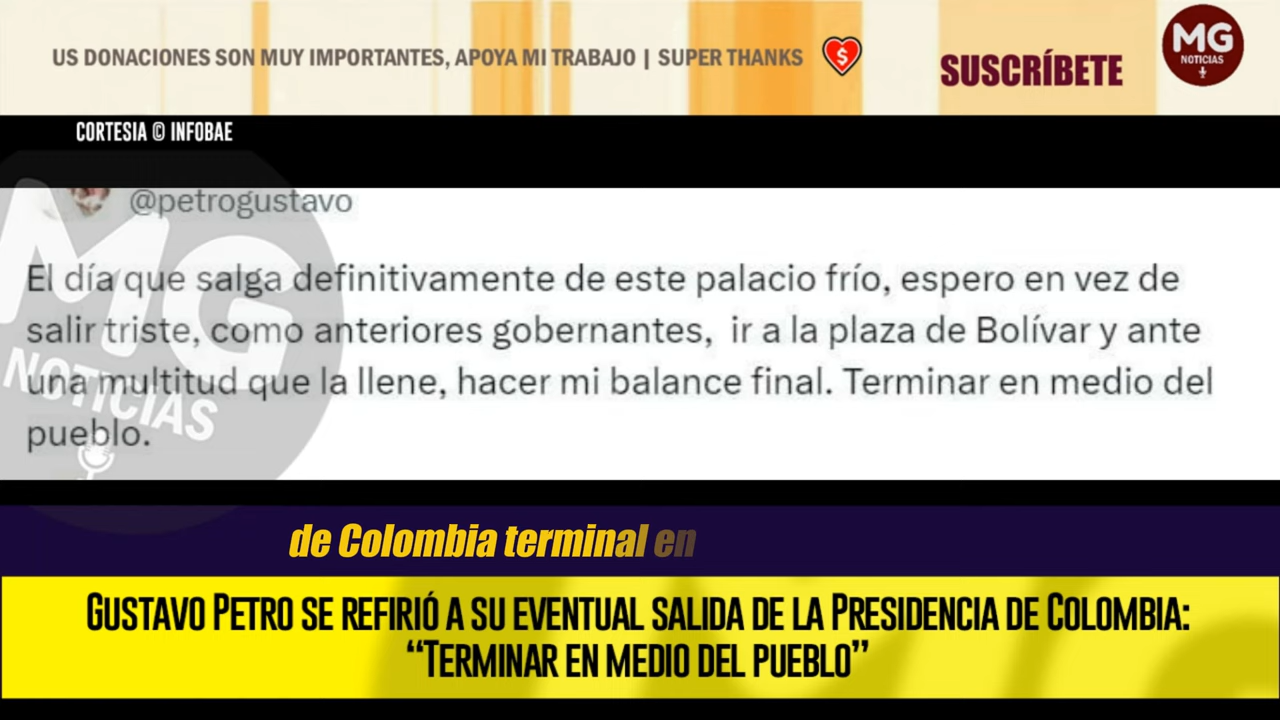 US DONACIONES SON MUY IMPORTANTES, APOYA MI TRABAJO | SUPER THANKS
SUSCRÍBETE
MG
NOTICIAS
CORTESIA © INFOBAE
@petrogustavo
El día que salga definitivamente de este palacio frío, espero en vez de
salir triste, como anteriores gobernantes, ir a la plaza de Bolívar y ante
una multitud que la llene, hacer mi balance final. Terminar en medio del
pueblo.
MG
NOTICIAS
de Colombia terminal en
GUSTAVO PETRO SE REFIRIÓ A SU EVENTUAL SALIDA DE LA PRESIDENCIA DE COLOMBIA:
“TERMINAR EN MEDIO DEL PUEBLO”